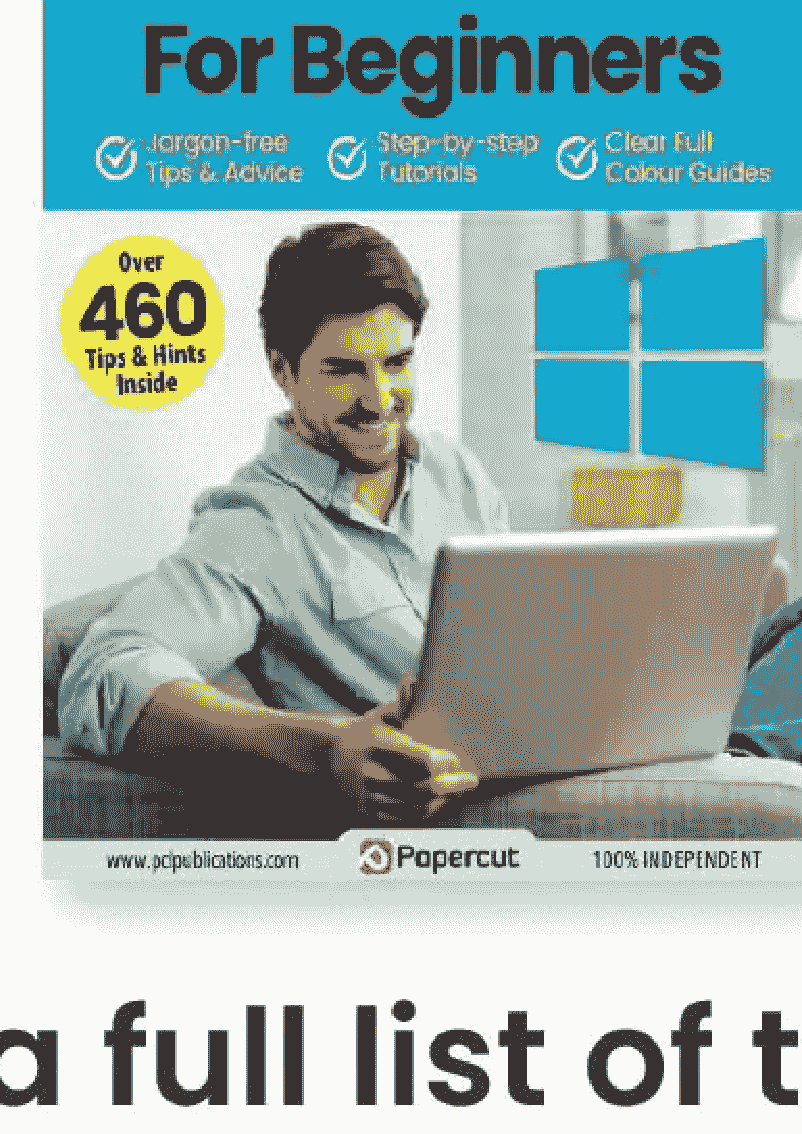 For Beginners
Jargon-free
Tips & Advice
Step-by-step
Tutorials
Clear Full
Colour Guides
Over
460
Tips & Hints
Inside
www.pclpublications.com
Papercut
100% INDEPENDENT
a full list of t